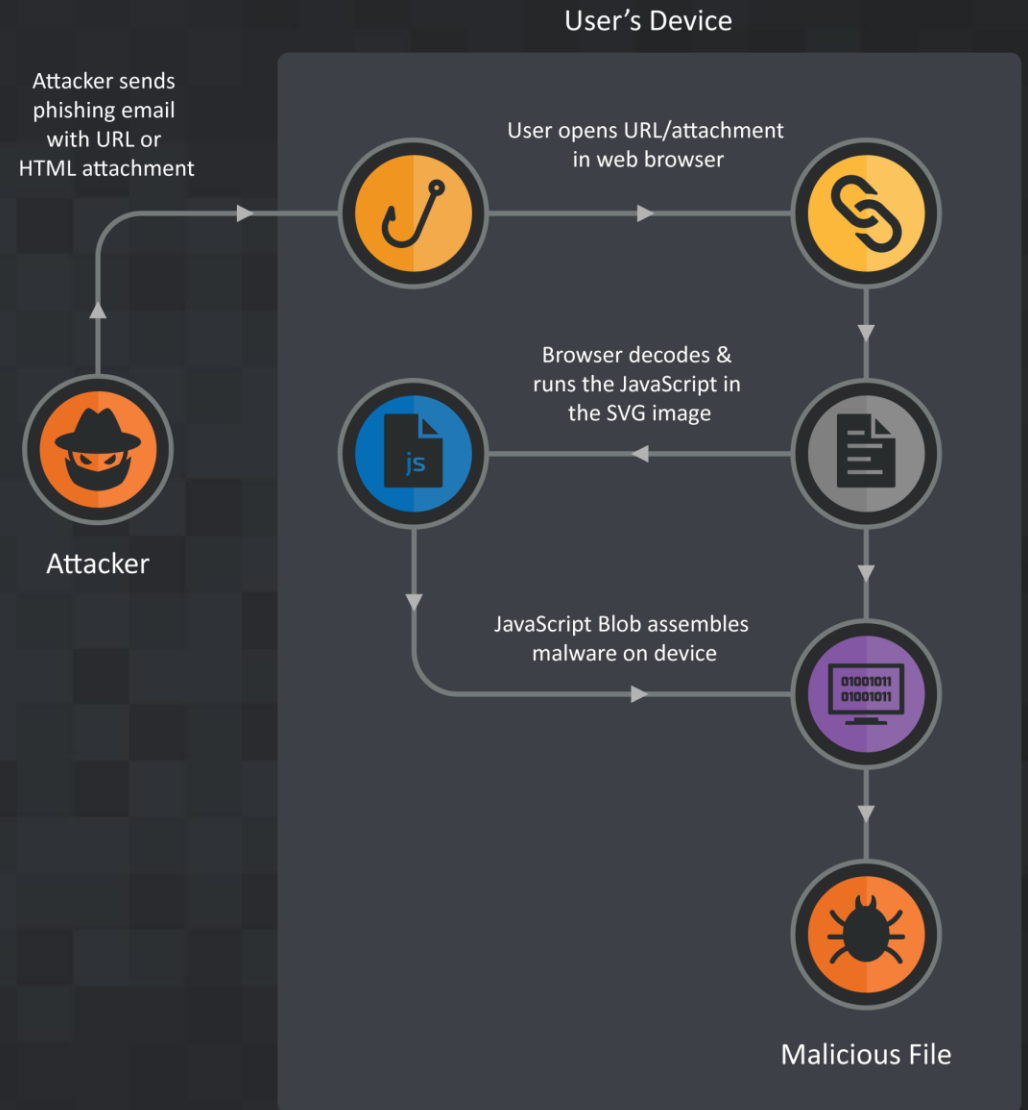 User's Device
Attacker sends
phishing email
with URL or
HTML attachment
User opens URL/attachment
in web browser
Browser decodes &
runs the JavaScript in
the SVG image
js
Attacker
JavaScript Blob assembles
malware on device
01001011
01001011
Malicious File